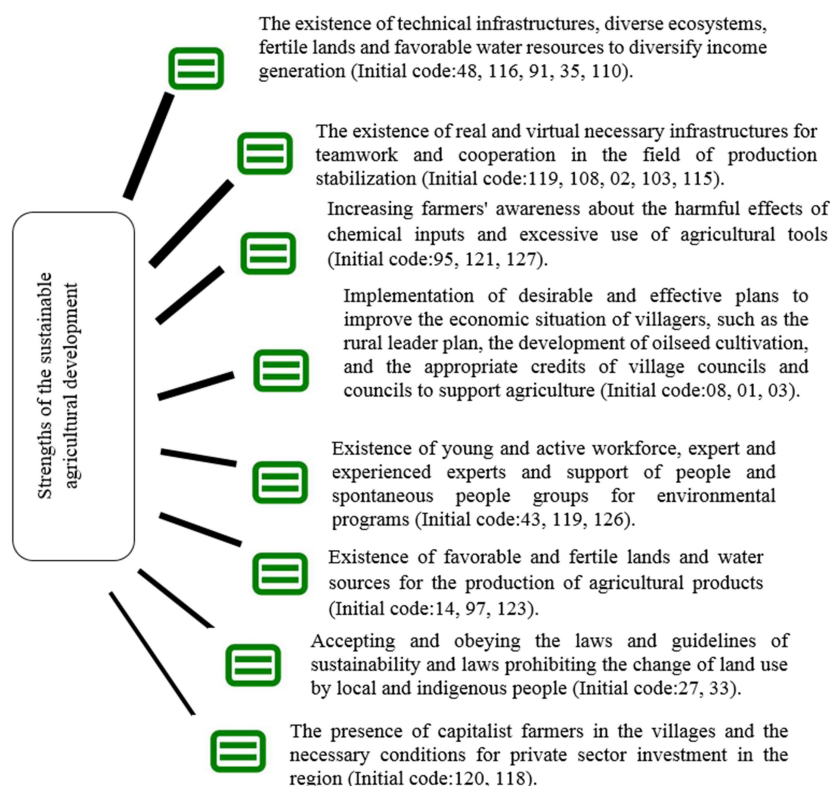 The existence of technical infrastructures, diverse ecosystems,
fertile lands and favorable water resources to diversify income
generation (Initial code:48, 116, 91, 35, 110).
The existence of real and virtual necessary infrastructures for
teamwork and cooperation in the field of production
stabilization (Initial code:119, 108, 02, 103, 115).
Increasing farmers' awareness about the harmful effects of
chemical inputs and excessive use of agricultural tools
(Initial code:95, 121, 127).
Implementation of desirable and effective plans to
improve the economic situation of villagers, such as the
rural leader plan, the development of oilseed cultivation,
and the appropriate credits of village councils and
councils to support agriculture (Initial code:08, 01, 03).
Strengths of the sustainable
agricultural development
Existence of young and active workforce, expert and
experienced experts and support of people and
spontaneous people groups for environmental
programs (Initial code:43, 119, 126).
Existence of favorable and fertile lands and water
sources for the production of agricultural products
(Initial code:14, 97, 123).
Accepting and obeying the laws and guidelines of
sustainability and laws prohibiting the change of land use
by local and indigenous people (Initial code:27, 33).
The presence of capitalist farmers in the villages and the
necessary conditions for private sector investment in the
region (Initial code:120, 118).